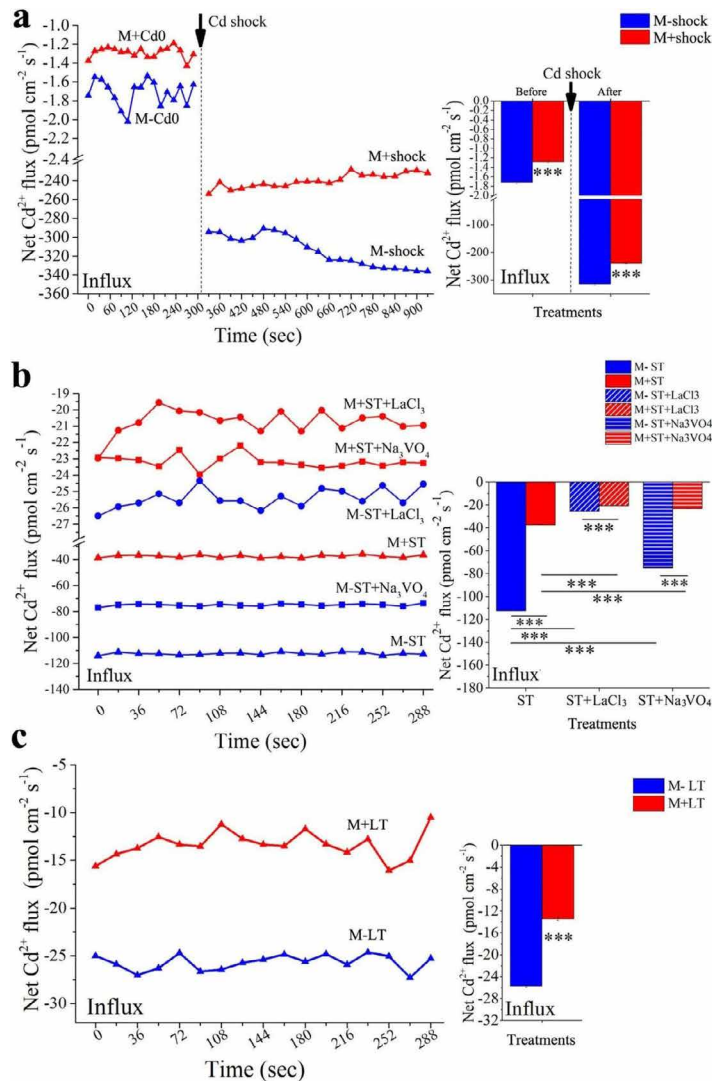 a
Net Cd²⁺ flux (pmol cm⁻² s⁻¹)
-1.0
-1.2
-1.4
-1.6
-1.8
-2.0
-2.2
-2.4
-240
-260
-280
-300
-320
-340
-360
M+Cd0
M-Cd0
Cd shock
M+shock
M-shock
Influx
0 60 120 180 240 300 360 420 480 540 600 660 720 780 840 900
Time (sec)
M-shock
M+shock
Cd shock
Before After
Net Cd²⁺ flux (pmol cm⁻² s⁻¹)
0.0
-0.2
-0.4
-0.6
-0.8
-1.0
-1.2
-1.4
-1.6
-1.8
-2.0
-100
-200
-300
***
***
Influx
Treatments
b
Net Cd²⁺ flux (pmol cm⁻² s⁻¹)
-19
-20
-21
-22
-23
-24
-25
-26
-40
-60
-80
-100
-120
-140
M+ST+LaCl₃
M+ST+Na₃VO₄
M-ST+LaCl₃
M+ST
M-ST+Na₃VO₄
M-ST
Influx
0 36 72 108 144 180 216 252 288
Time (sec)
M- ST
M+ST
M- ST+LaCl3
M+ST+LaCl3
M- ST+Na3VO4
M+ST+Na3VO4
Net Cd²⁺ flux (pmol cm⁻² s⁻¹)
0
-20
-40
-60
-80
-100
-120
-140
-160
-180
***
***
***
***
***
***
***
Influx
ST ST+LaCl₃ ST+Na₃VO₄
Treatments
c
Net Cd²⁺ flux (pmol cm⁻² s⁻¹)
-5
-10
-15
-20
-25
-30
M+LT
M-LT
Influx
0 36 72 108 144 180 216 252 288
Time (sec)
M- LT
M+LT
Net Cd²⁺ flux (pmol cm⁻² s⁻¹)
0
-4
-8
-12
-16
-20
-24
-28
-32
***
Influx
Treatments